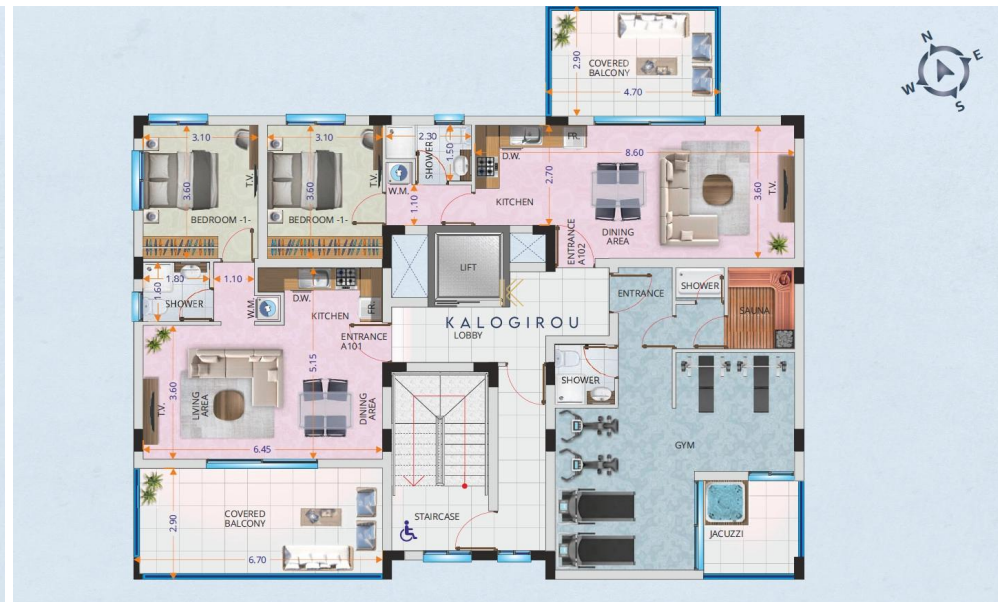 N
E
W
S
2.90
COVERED
BALCONY
4.70
3.10
3.10
2.30
SHOWER
1.50
D.W.
FR.
8.60
3.60
T.V.
3.60
T.V.
W.M.
1.10
2.70
KITCHEN
3.60
T.V.
BEDROOM -1-
BEDROOM -1-
DINING
AREA
ENTRANCE
A102
LIFT
1.80
1.10
1.60
SHOWER
W.M.
D.W.
KITCHEN
FR.
ENTRANCE
SHOWER
SAUNA
K
KALOGIROU
LOBBY
ENTRANCE
A101
5.15
3.60
T.V.
LIVING
AREA
DINING
AREA
6.45
SHOWER
GYM
2.90
COVERED
BALCONY
6.70
STAIRCASE
JACUZZI